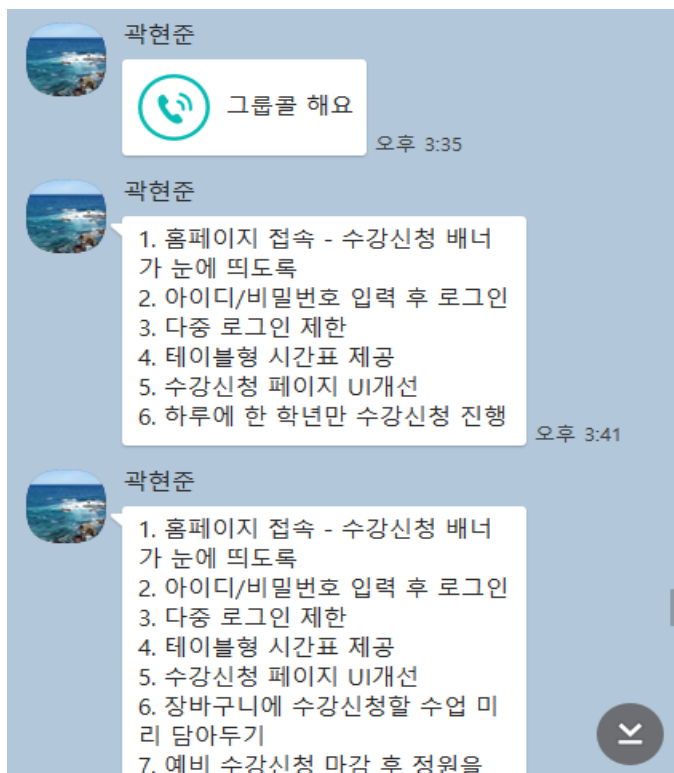 곽현준
그룹콜 해요
오후 3:35
곽현준
1. 홈페이지 접속 - 수강신청 배너
가 눈에 띄도록
2. 아이디/비밀번호 입력 후 로그인
3. 다중 로그인 제한
4. 테이블형 시간표 제공
5. 수강신청 페이지 UI개선
6. 하루에 한 학년만 수강신청 진행
오후 3:41
곽현준
1. 홈페이지 접속 - 수강신청 배너
가 눈에 띄도록
2. 아이디/비밀번호 입력 후 로그인
3. 다중 로그인 제한
4. 테이블형 시간표 제공
5. 수강신청 페이지 UI개선
6. 장바구니에 수강신청할 수업 미
리 담아두기
7. 예비 수강신청 마감 후 정원을